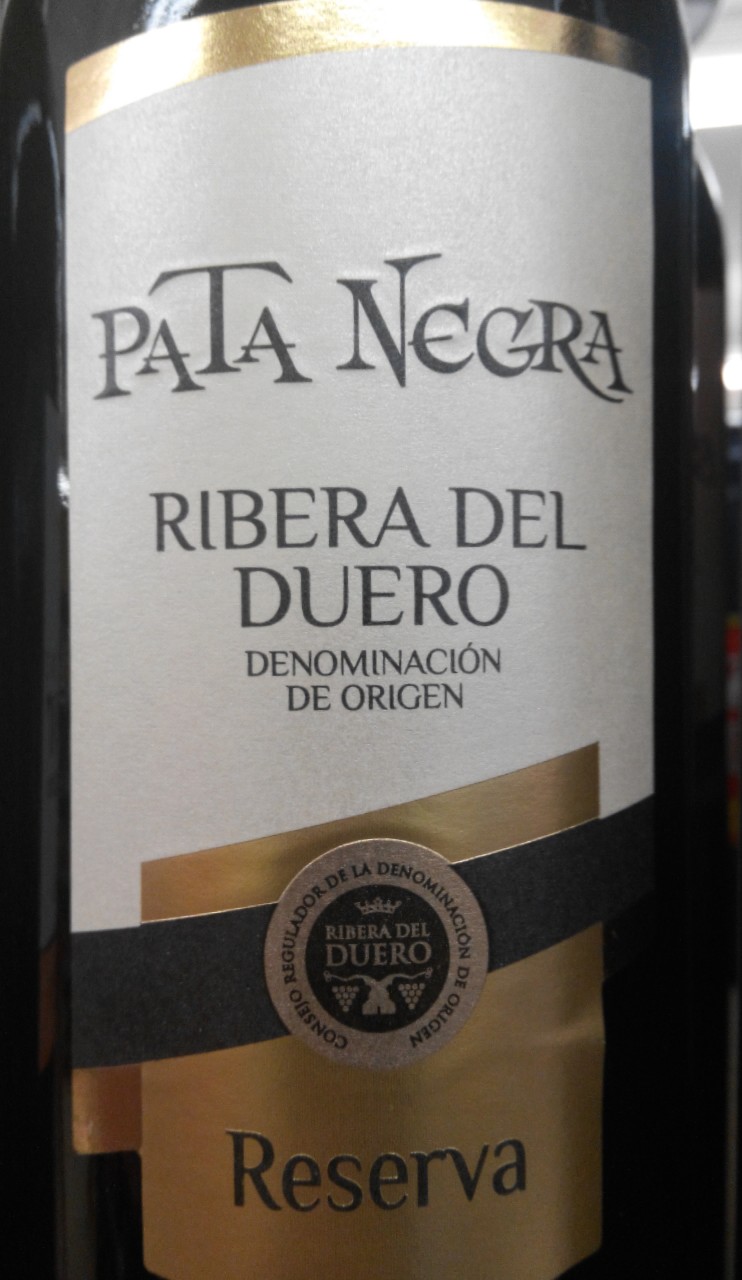 PATA NEGRA
RIBERA DEL
DUERO
DENOMINACIÓN
DE ORIGEN
CONSEJO REGULADOR DE LA DENOMINACIÓN DE ORIGEN
RIBERA DEL
DUERO
Reserva